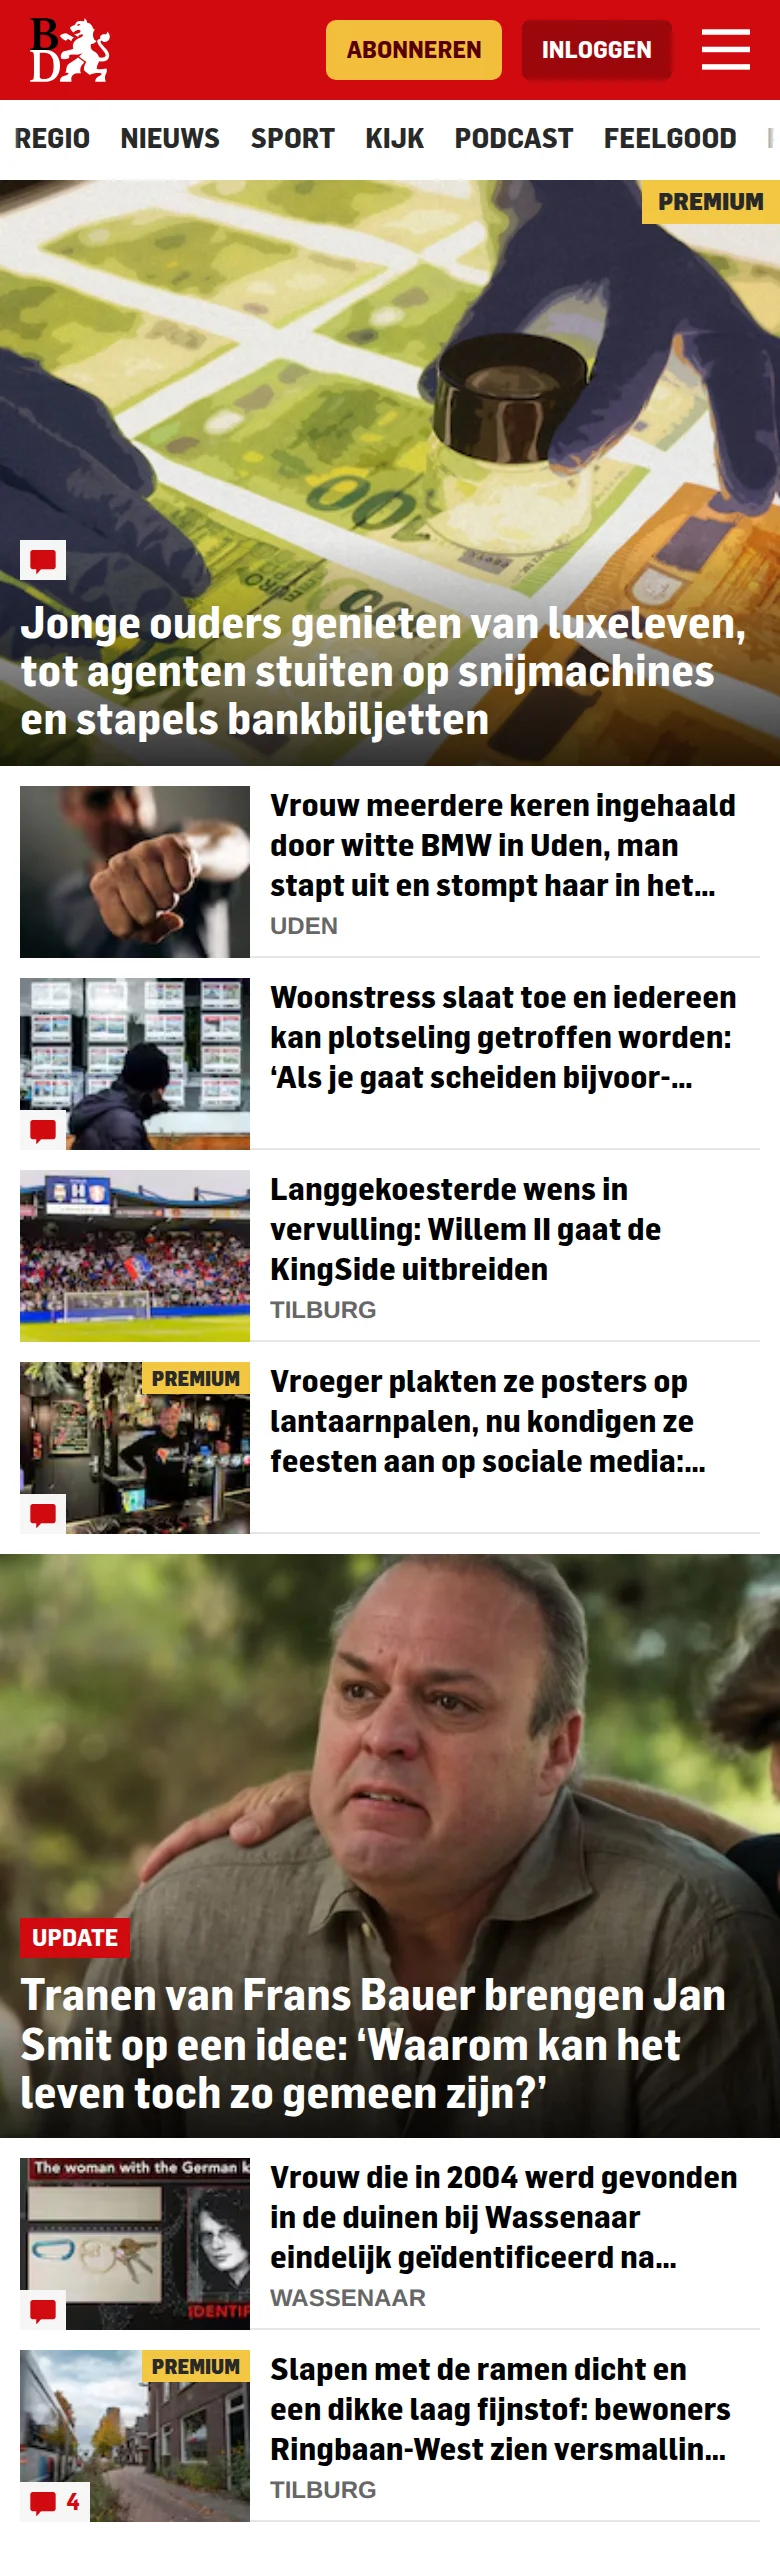 BD
ABONNEREN
INLOGGEN
REGIO NIEUWS SPORT KIJK PODCAST FEELGOOD
PREMIUM
Jonge ouders genieten van luxeleven,
tot agenten stuiten op snijmachines
en stapels bankbiljetten
Vrouw meerdere keren ingehaald
door witte BMW in Uden, man
stapt uit en stompt haar in het...
UDEN
Woonstress slaat toe en iedereen
kan plotseling getroffen worden:
‘Als je gaat scheiden bijvoor-...
Langgekoesterde wens in
vervulling: Willem II gaat de
KingSide uitbreiden
TILBURG
PREMIUM
Vroeger plakten ze posters op
lantaarnpalen, nu kondigen ze
feesten aan op sociale media:...
UPDATE
Tranen van Frans Bauer brengen Jan
Smit op een idee: ‘Waarom kan het
leven toch zo gemeen zijn?’
The woman with the German k
IDENTIF
Vrouw die in 2004 werd gevonden
in de duinen bij Wassenaar
eindelijk geïdentificeerd na...
WASSENAAR
PREMIUM
4
Slapen met de ramen dicht en
een dikke laag fijnstof: bewoners
Ringbaan-West zien versmallin...
TILBURG